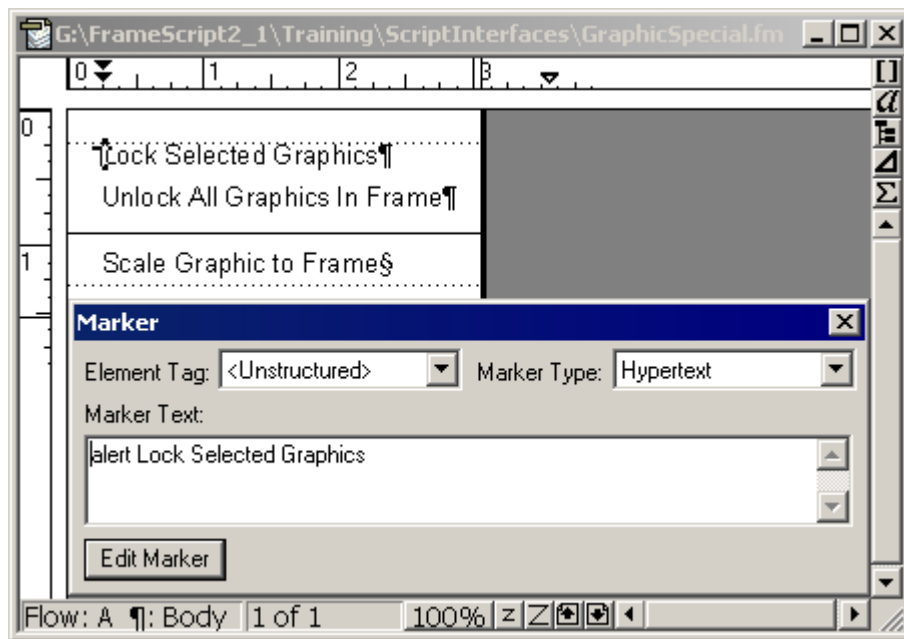 G:\FrameScript2_1\Training\ScriptInterfaces\GraphicSpecial.fm
0 1 2 3
0
Lock Selected Graphics¶
Unlock All Graphics In Frame¶
1
Scale Graphic to Frame§
Marker
Element Tag: <Unstructured> Marker Type: Hypertext
Marker Text:
alert Lock Selected Graphics
Edit Marker
Flow: A ¶: Body 1 of 1 100% z Z